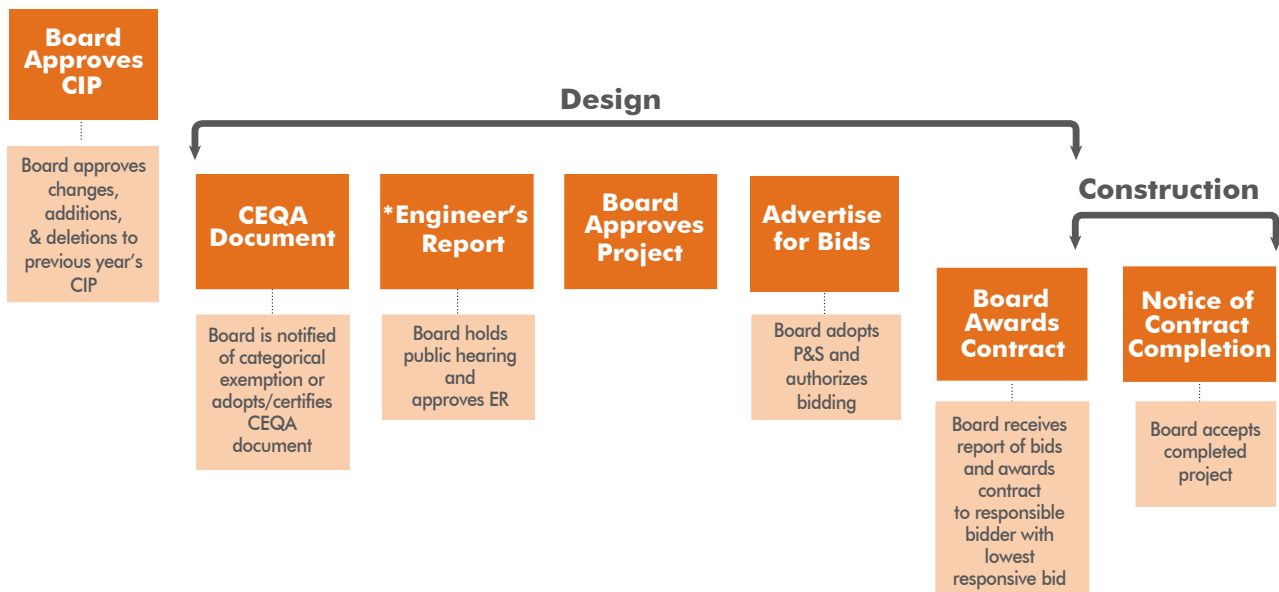 Board
Approves
CIP
Board approves
changes,
additions,
& deletions to
previous year's
CIP
Design
CEQA
Document
Board is notified
of categorical
exemption or
adopts/certifies
CEQA
document
*Engineer's
Report
Board holds
public hearing
and
approves ER
Board
Approves
Project
Advertise
for Bids
Board adopts
P&S and
authorizes
bidding
Construction
Board
Awards
Contract
Board receives
report of bids
and awards
contract
to responsible
bidder with
lowest
responsive bid
Notice of
Contract
Completion
Board accepts
completed
project